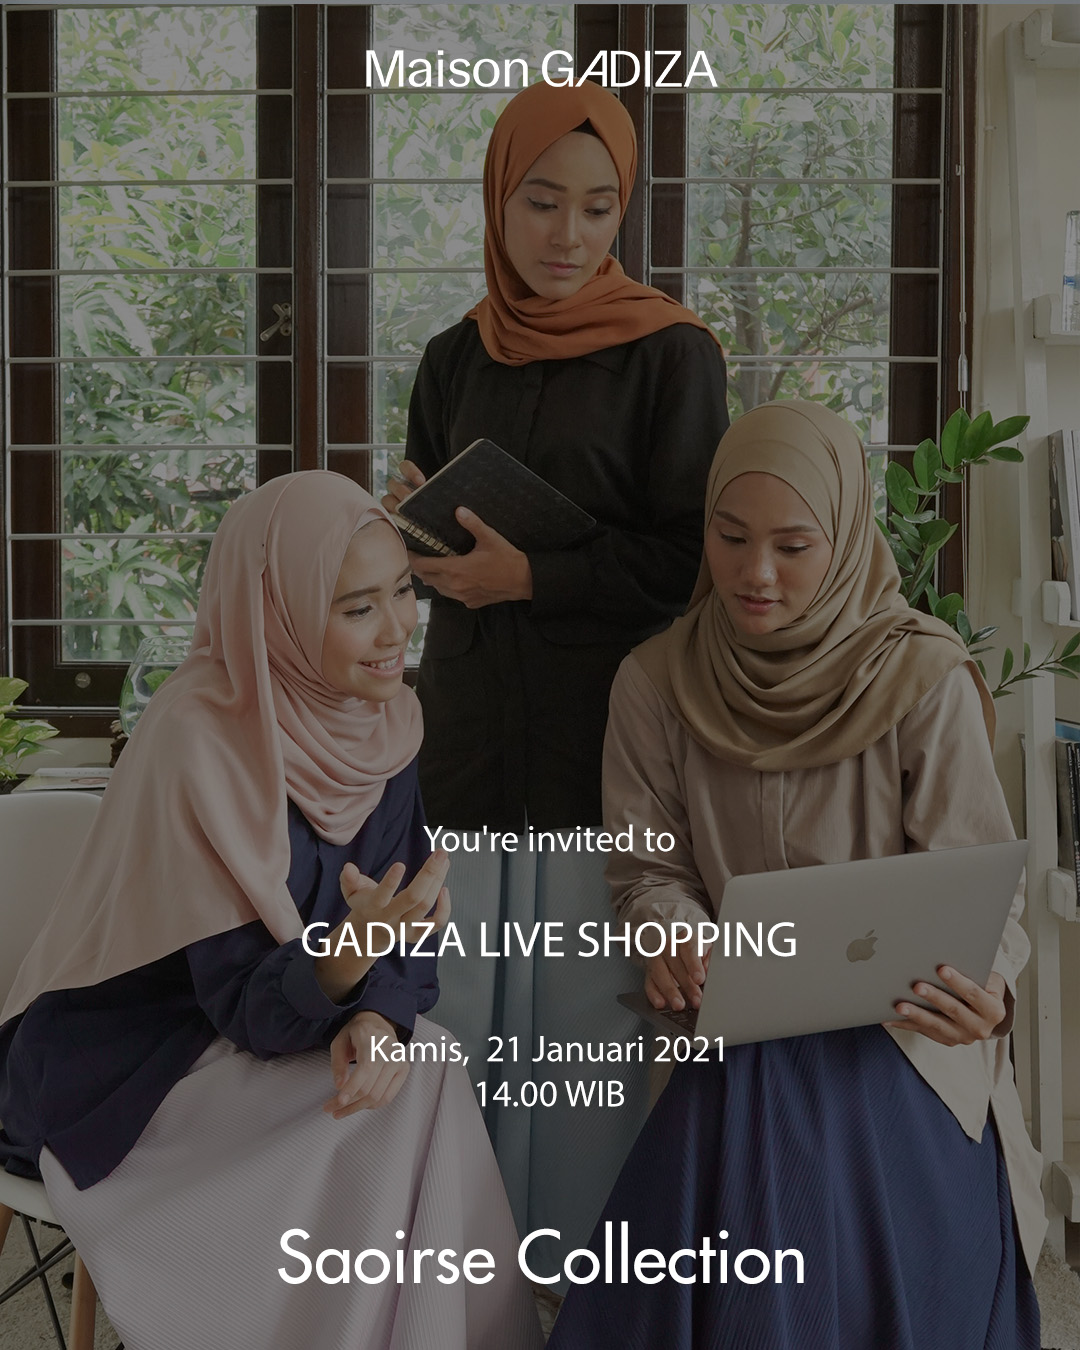 Maison GADIZA
You're invited to
GADIZA LIVE SHOPPING
Kamis, 21 Januari 2021
14.00 WIB
Saoirse Collection